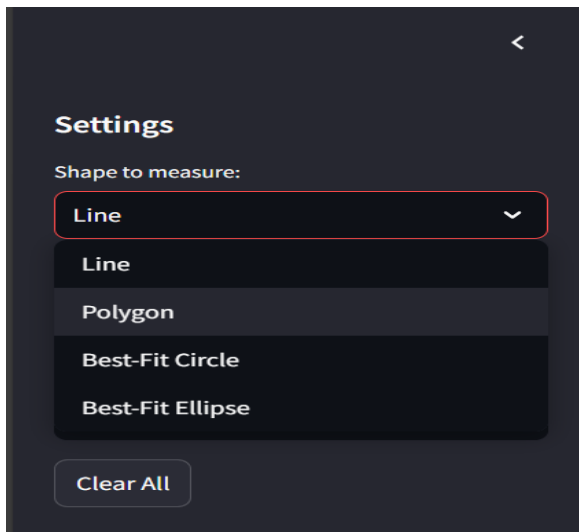 Settings
Shape to measure:
Line
Line
Polygon
Best-Fit Circle
Best-Fit Ellipse
Clear All